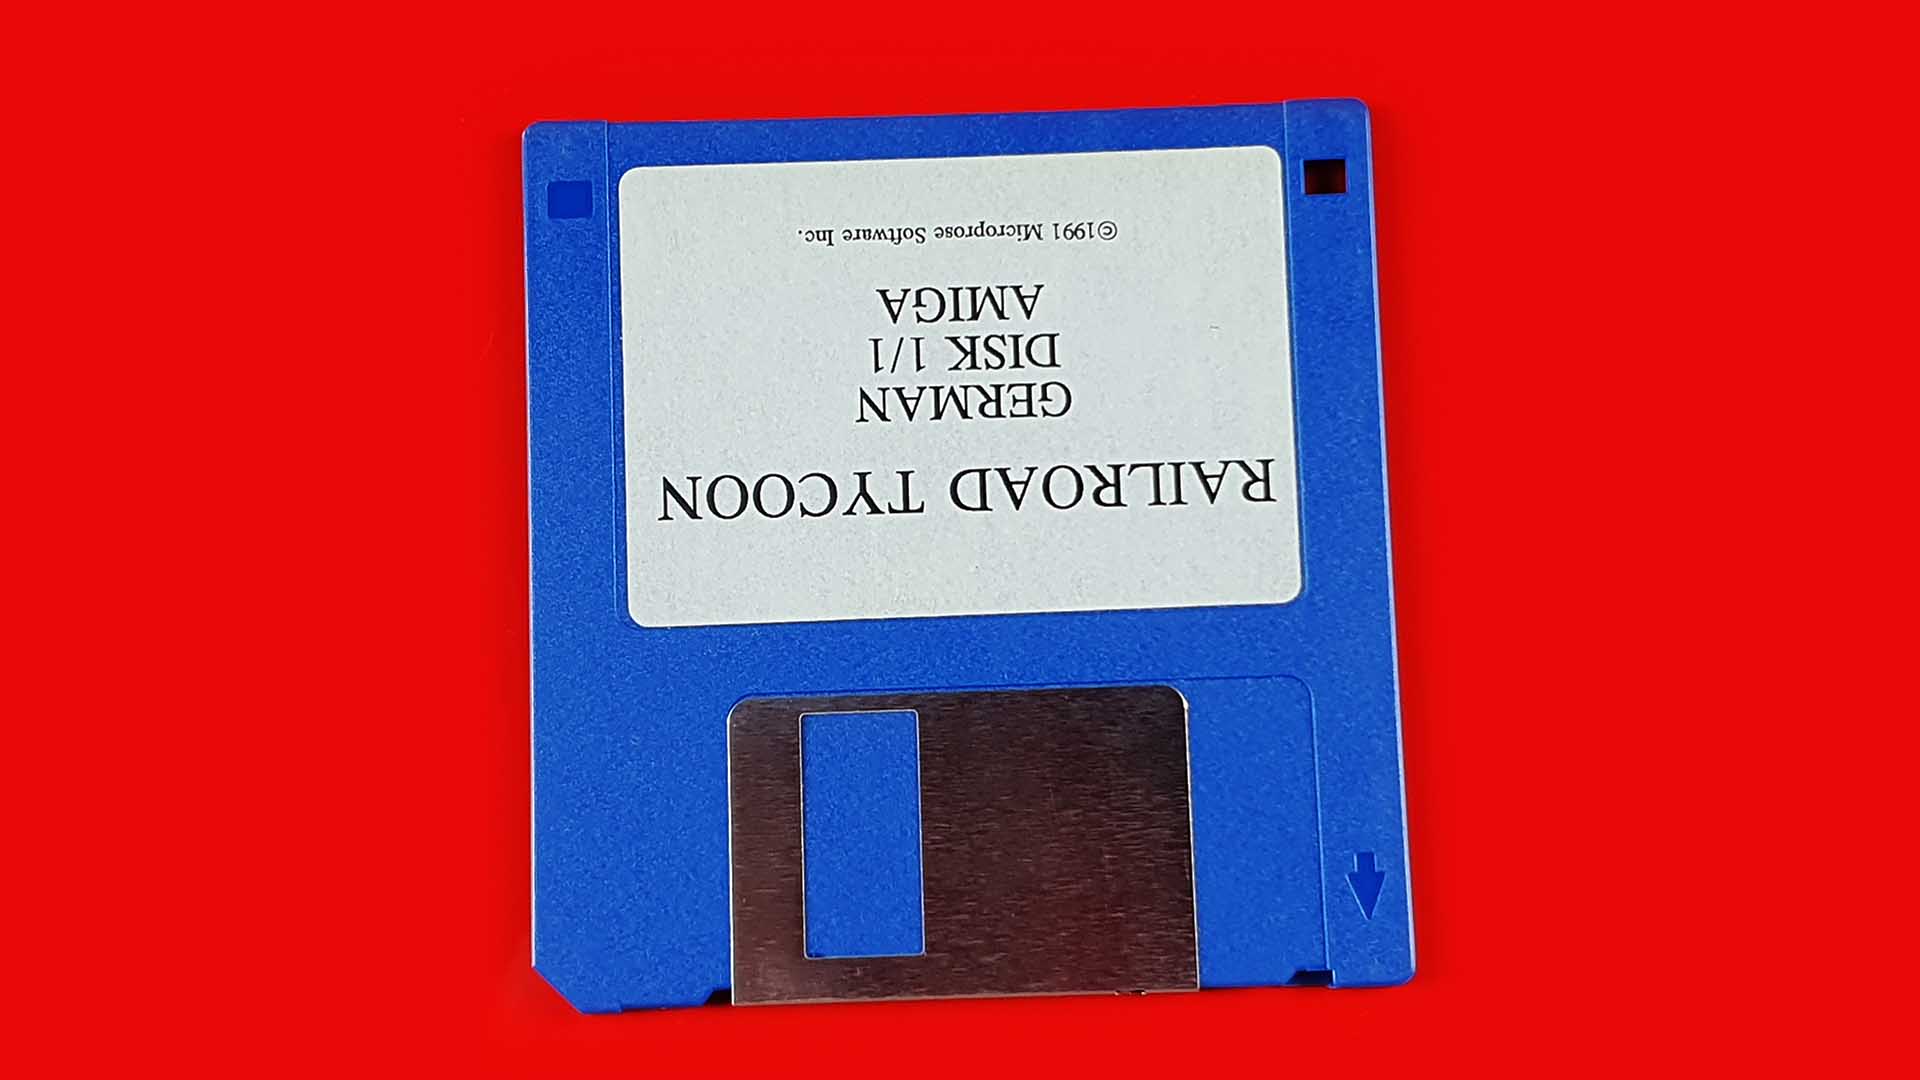 RAILROAD TYCOON
GERMAN
DISK 1/1
AMIGA
©1991 Microprose Software Inc.